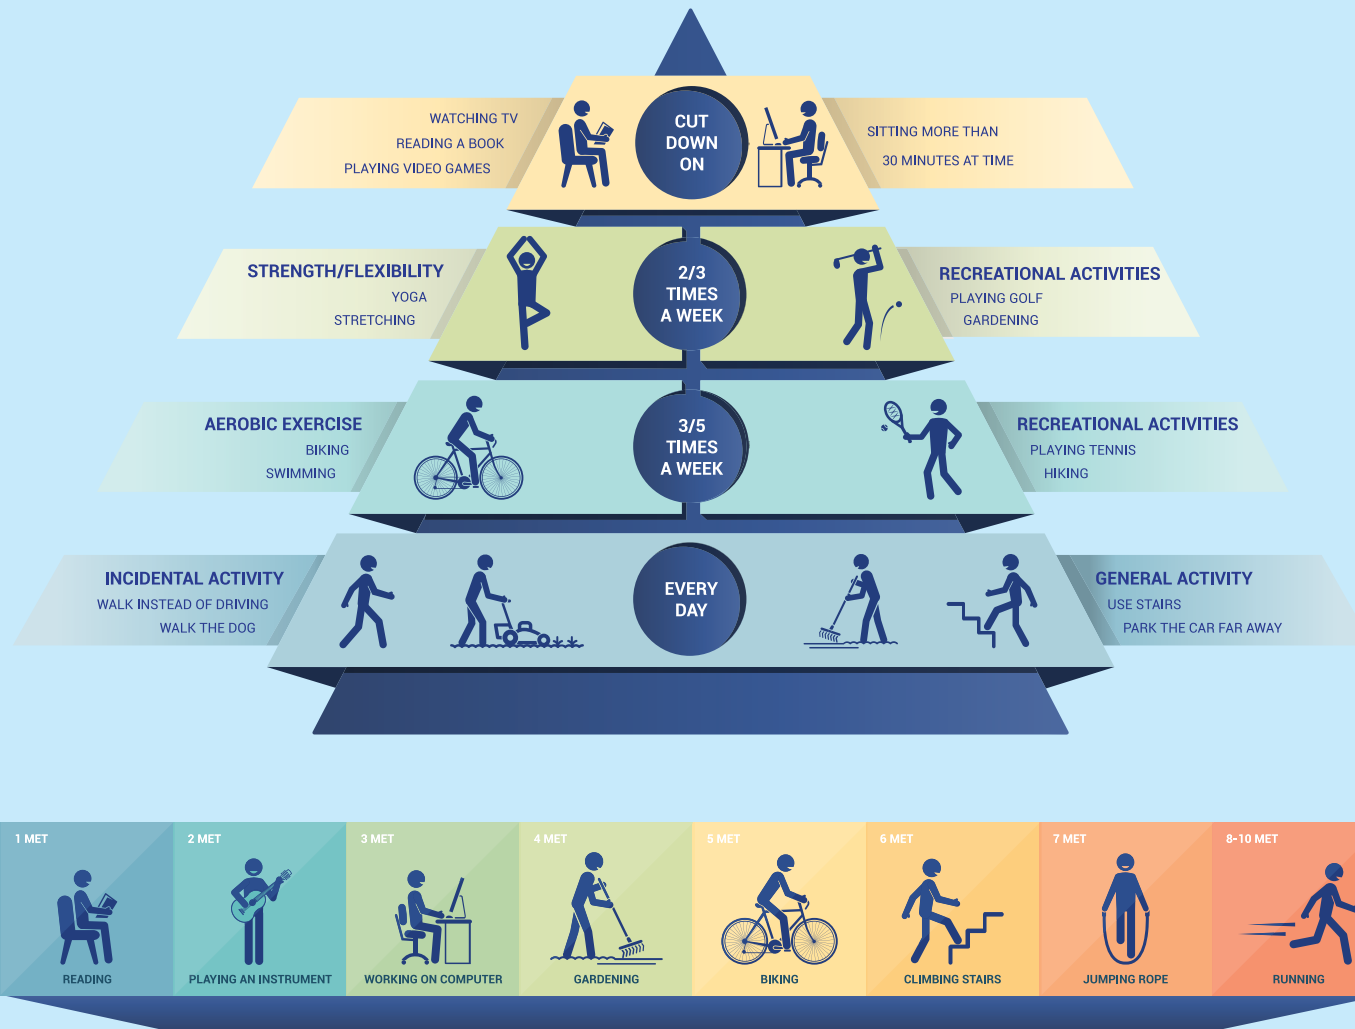 WATCHING TV
READING A BOOK
PLAYING VIDEO GAMES
CUT
DOWN
ON
SITTING MORE THAN
30 MINUTES AT TIME
STRENGTH/FLEXIBILITY
YOGA
STRETCHING
2/3
TIMES
A WEEK
RECREATIONAL ACTIVITIES
PLAYING GOLF
GARDENING
AEROBIC EXERCISE
BIKING
SWIMMING
3/5
TIMES
A WEEK
RECREATIONAL ACTIVITIES
PLAYING TENNIS
HIKING
INCIDENTAL ACTIVITY
WALK INSTEAD OF DRIVING
WALK THE DOG
EVERY
DAY
GENERAL ACTIVITY
USE STAIRS
PARK THE CAR FAR AWAY
1 MET
READING
2 MET
PLAYING AN INSTRUMENT
3 MET
WORKING ON COMPUTER
4 MET
GARDENING
5 MET
BIKING
6 MET
CLIMBING STAIRS
7 MET
JUMPING ROPE
8-10 MET
RUNNING